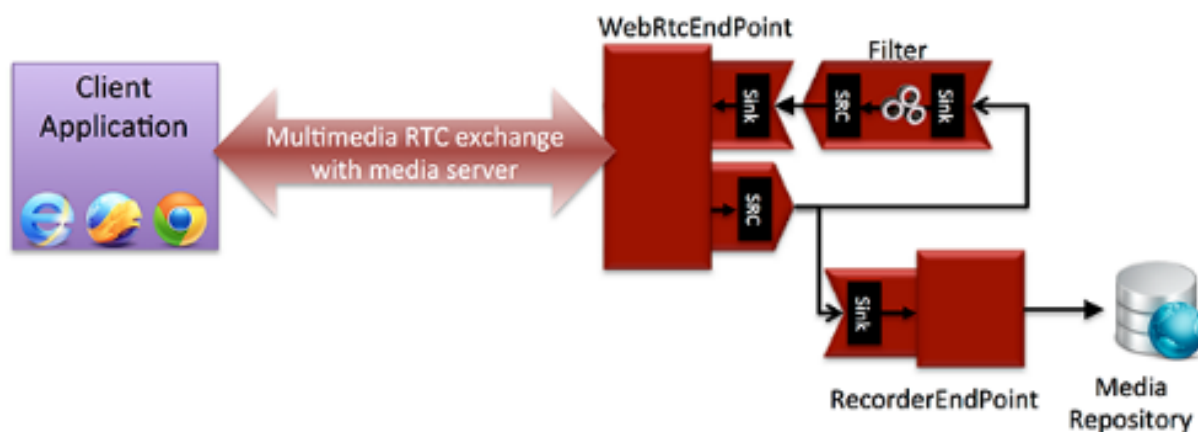 WebRtcEndPoint
Filter
Client
Application
Sink
SRC
Sink
Multimedia RTC exchange
with media server
SRC
Sink
RecorderEndPoint
Media
Repository